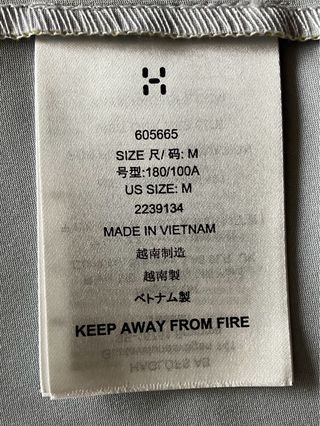 605665
SIZE 尺/ 码: M
号型:180/100A
US SIZE: M
2239134
MADE IN VIETNAM
越南制造
越南製
ベトナム製
KEEP AWAY FROM FIRE